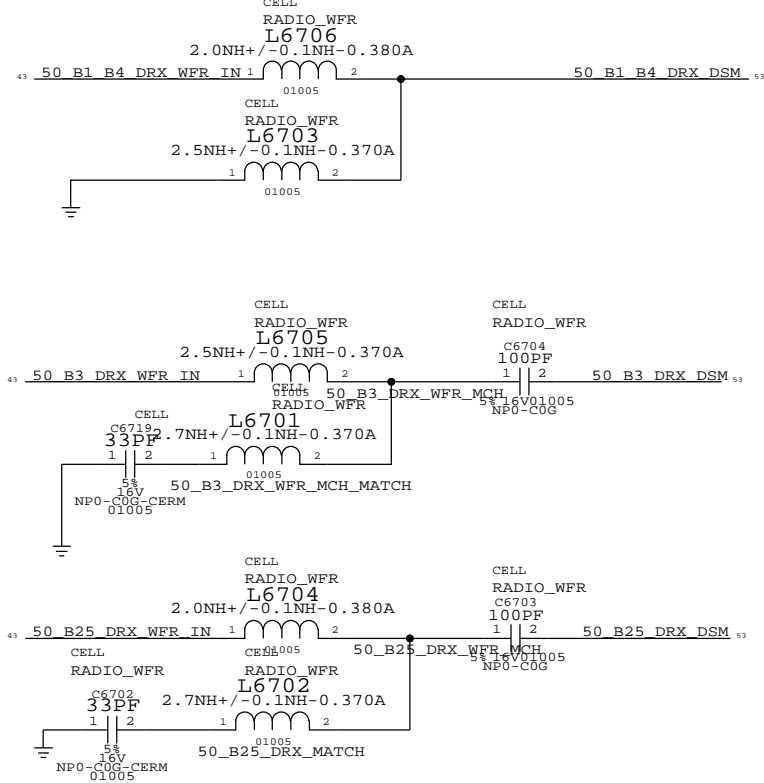 CELL
RADIO_WFR
L6706
2.0NH+/-0.1NH-0.380A
43 50_B1_B4_DRX_WFR_IN 1 2 50_B1_B4_DRX_DSM 53
01005
CELL
RADIO_WFR
L6703
2.5NH+/-0.1NH-0.370A
1 2
01005
CELL
RADIO_WFR
L6705
2.5NH+/-0.1NH-0.370A
CELL
RADIO_WFR
C6704
100PF
43 50_B3_DRX_WFR_IN 1 2 1 2 50_B3_DRX_DSM 53
01005
50_B3_DRX_WFR_MCH
5% 16V01005
NP0-C0G
CELL
RADIO_WFR
CELL
L6701
2.7NH+/-0.1NH-0.370A
C6719
33PF
1 2 1 2
01005
5%
16V
NP0-C0G-CERM
01005
50_B3_DRX_WFR_MCH_MATCH
CELL
RADIO_WFR
L6704
2.0NH+/-0.1NH-0.380A
CELL
RADIO_WFR
C6703
100PF
43 50_B25_DRX_WFR_IN 1 2 1 2 50_B25_DRX_DSM 53
01005
50_B25_DRX_WFR_MCH
5% 16V01005
NP0-C0G
CELL
RADIO_WFR
CELL
RADIO_WFR
L6702
2.7NH+/-0.1NH-0.370A
C6702
33PF
1 2 1 2
01005
5%
16V
NP0-C0G-CERM
01005
50_B25_DRX_MATCH